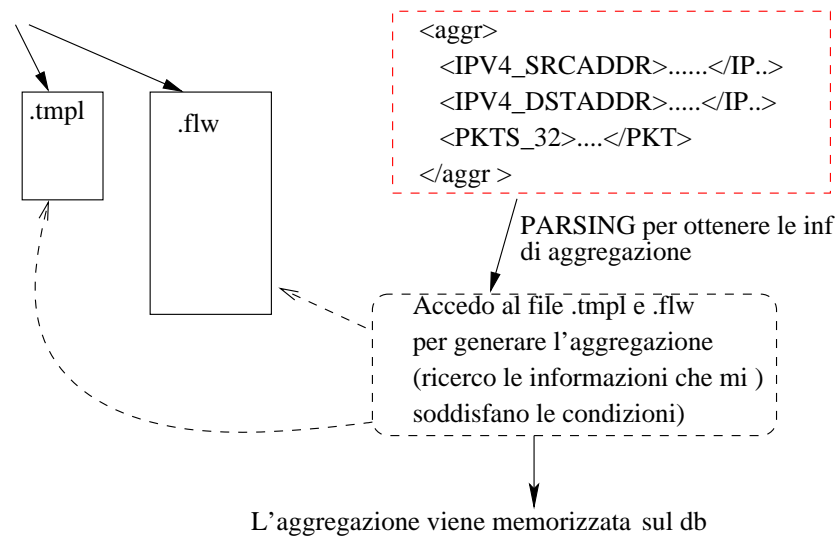 .tmpl
.flw
<aggr>
<IPV4_SRCADDR>......</IP..>
<IPV4_DSTADDR>.....</IP..>
<PKTS_32>....</PKT>
</aggr >
PARSING per ottenere le inf
di aggregazione
Accedo al file .tmpl e .flw
per generare l'aggregazione
(ricerco le informazioni che mi )
soddisfano le condizioni)
L'aggregazione viene memorizzata sul db